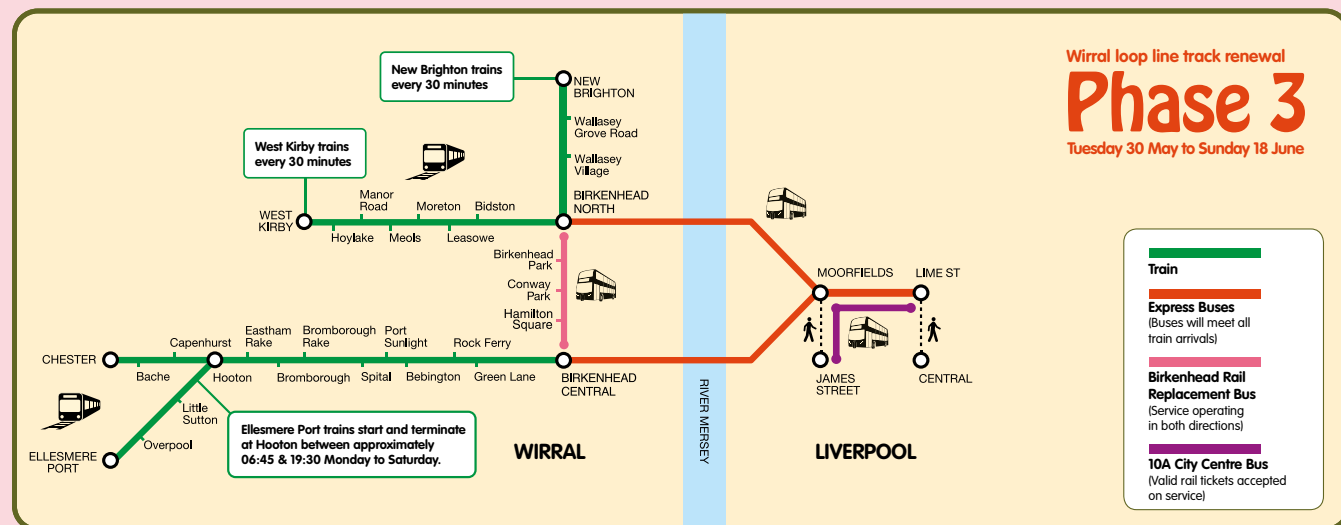 Wirral loop line track renewal
Phase 3
Tuesday 30 May to Sunday 18 June
New Brighton trains
every 30 minutes
NEW
BRIGHTON
Wallasey
Grove Road
Wallasey
Village
West Kirby trains
every 30 minutes
BIRKENHEAD
NORTH
Manor
Road
Moreton
Bidston
WEST
KIRBY
Hoylake
Meols
Leasowe
Birkenhead
Park
Conway
Park
Hamilton
Square
MOORFIELDS
LIME ST
JAMES
STREET
CENTRAL
CHESTER
Capenhurst
Eastham
Rake
Bromborough
Rake
Port
Sunlight
Rock Ferry
Bache
Hooton
Bromborough
Spital
Bebington
Green Lane
BIRKENHEAD
CENTRAL
Little
Sutton
Overpool
ELLESMERE
PORT
Ellesmere Port trains start and terminate
at Hooton between approximately
06:45 & 19:30 Monday to Saturday.
WIRRAL
RIVER MERSEY
LIVERPOOL
Train
Express Buses
(Buses will meet all
train arrivals)
Birkenhead Rail
Replacement Bus
(Service operating
in both directions)
10A City Centre Bus
(Valid rail tickets accepted
on service)